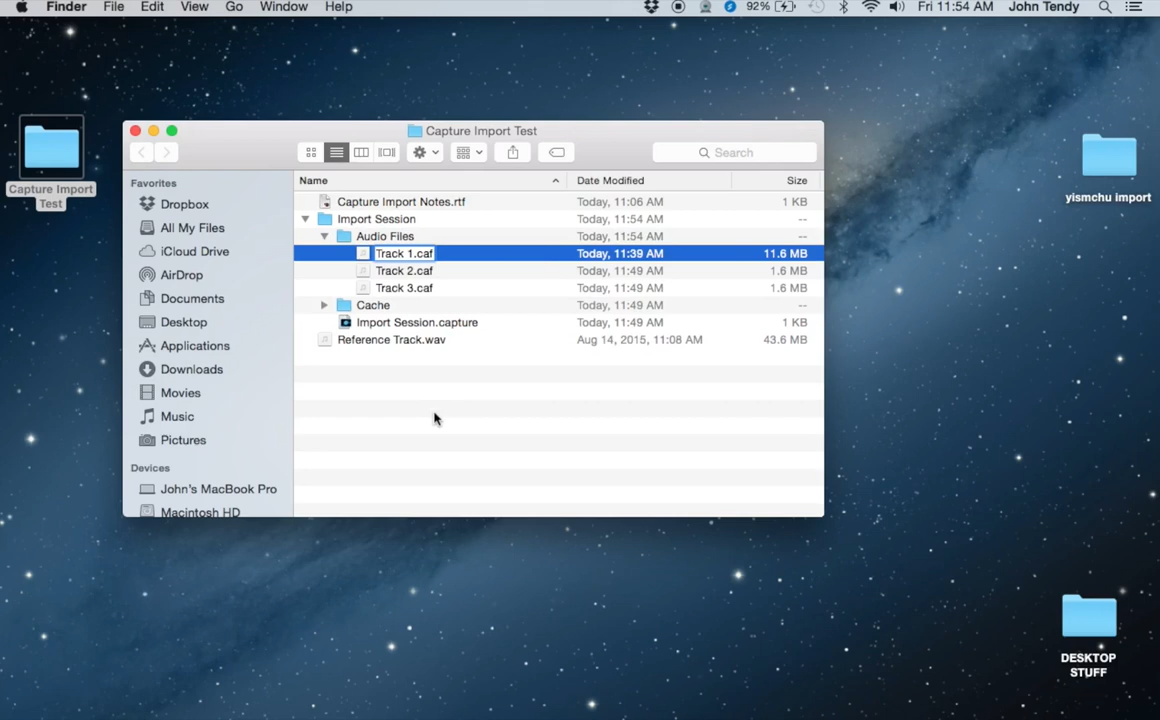 Finder File Edit View Go Window Help 92% Fri 11:54 AM John Tendy
Capture Import Test
Search
Name Date Modified Size
Capture Import Notes.rtf Today, 11:06 AM 1 KB
Import Session Today, 11:54 AM --
Audio Files Today, 11:54 AM --
Track 1.caf Today, 11:39 AM 11.6 MB
Track 2.caf Today, 11:49 AM 1.6 MB
Track 3.caf Today, 11:49 AM 1.6 MB
Cache Today, 11:49 AM --
Import Session.capture Today, 11:49 AM 1 KB
Reference Track.wav Aug 14, 2015, 11:08 AM 43.6 MB
Favorites
Dropbox
All My Files
iCloud Drive
AirDrop
Documents
Desktop
Applications
Downloads
Movies
Music
Pictures
Devices
John's MacBook Pro
Macintosh HD
Capture Import
Test
yismchu import
DESKTOP
STUFF